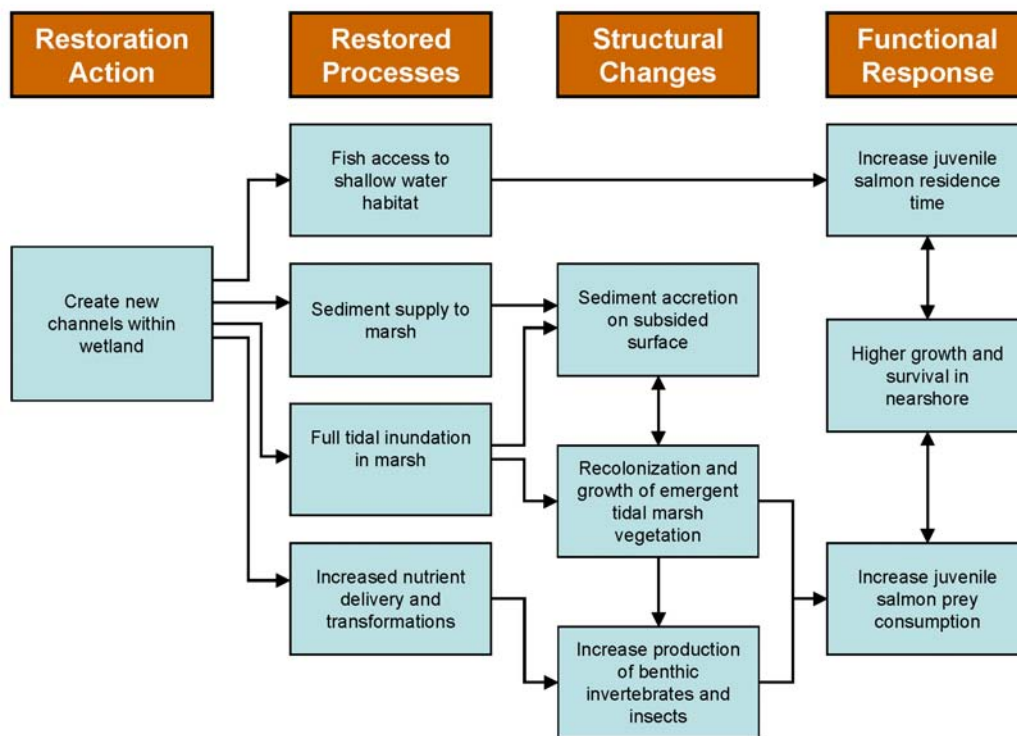 Restoration
Action
Restored
Processes
Structural
Changes
Functional
Response
Fish access to
shallow water
habitat
Increase juvenile
salmon residence
time
Create new
channels within
wetland
Sediment supply to
marsh
Sediment accretion
on subsided
surface
Higher growth and
survival in
nearshore
Full tidal inundation
in marsh
Recolonization and
growth of emergent
tidal marsh
vegetation
Increased nutrient
delivery and
transformations
Increase juvenile
salmon prey
consumption
Increase production
of benthic
invertebrates and
insects